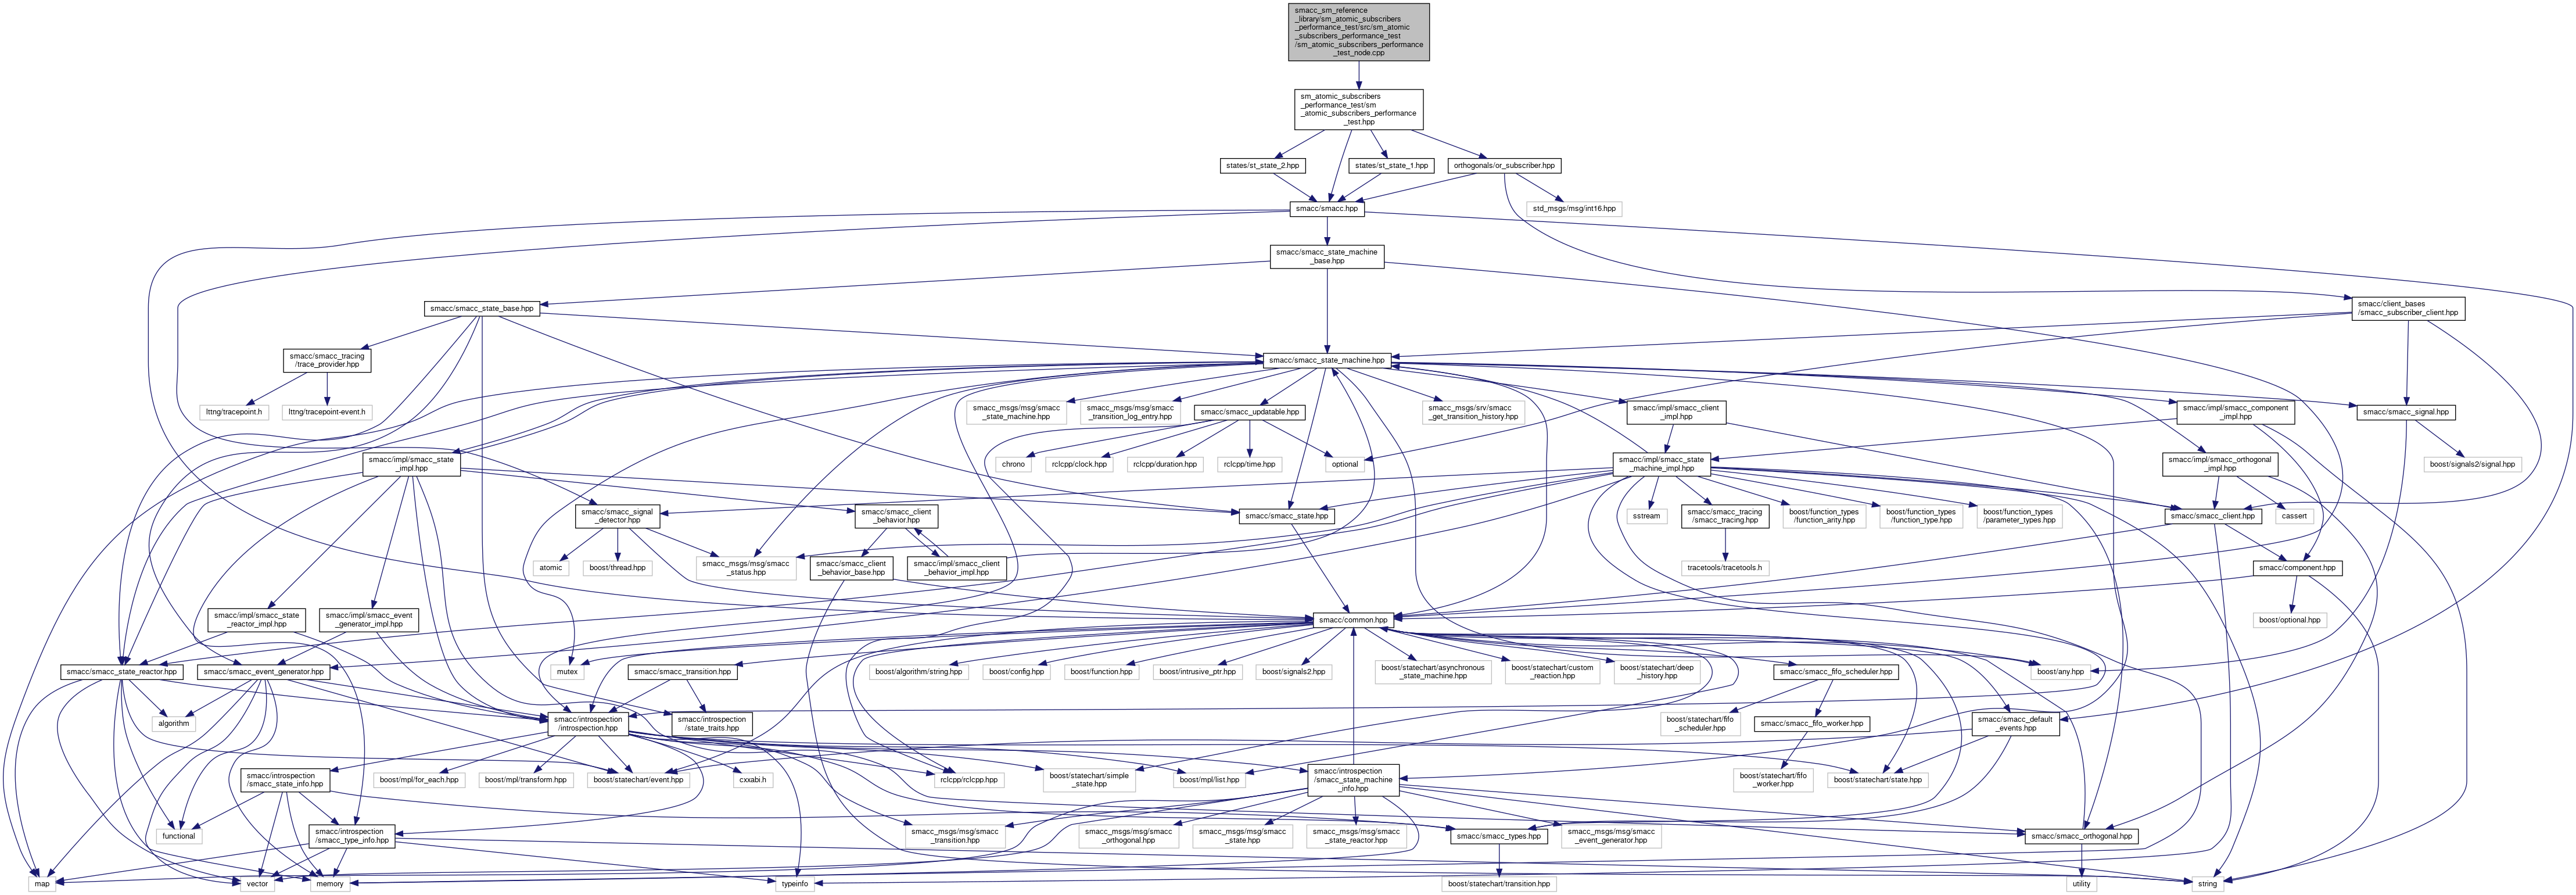 smacc_sm_reference
_library/sm_atomic_subscribers
_performance_test/src/sm_atomic
_subscribers_performance_test
/sm_atomic_subscribers_performance
_test_node.cpp
sm_atomic_subscribers
_performance_test/sm
_atomic_subscribers_performance
_test.hpp
states/st_state_2.hpp
states/st_state_1.hpp
orthogonals/or_subscriber.hpp
smacc/smacc.hpp
std_msgs/msg/int16.hpp
smacc/smacc_state_machine
_base.hpp
smacc/smacc_state_base.hpp
smacc/client_bases
/smacc_subscriber_client.hpp
smacc/smacc_tracing
/trace_provider.hpp
smacc/smacc_state_machine.hpp
lttng/tracepoint.h
lttng/tracepoint-event.h
smacc_msgs/msg/smacc
_state_machine.hpp
smacc_msgs/msg/smacc
_transition_log_entry.hpp
smacc/smacc_updatable.hpp
smacc_msgs/srv/smacc
_get_transition_history.hpp
smacc/impl/smacc_client
_impl.hpp
smacc/impl/smacc_component
_impl.hpp
smacc/smacc_signal.hpp
smacc/impl/smacc_state
_impl.hpp
chrono
rclcpp/clock.hpp
rclcpp/duration.hpp
rclcpp/time.hpp
optional
smacc/impl/smacc_state
_machine_impl.hpp
smacc/impl/smacc_orthogonal
_impl.hpp
boost/signals2/signal.hpp
smacc/smacc_signal
_detector.hpp
smacc/smacc_client
_behavior.hpp
smacc/smacc_state.hpp
sstream
smacc/smacc_tracing
/smacc_tracing.hpp
boost/function_types
/function_arity.hpp
boost/function_types
/function_type.hpp
boost/function_types
/parameter_types.hpp
smacc/smacc_client.hpp
cassert
atomic
boost/thread.hpp
smacc_msgs/msg/smacc
_status.hpp
smacc/smacc_client
_behavior_base.hpp
smacc/impl/smacc_client
_behavior_impl.hpp
tracetools/tracetools.h
smacc/component.hpp
smacc/impl/smacc_state
_reactor_impl.hpp
smacc/impl/smacc_event
_generator_impl.hpp
smacc/common.hpp
boost/optional.hpp
smacc/smacc_state_reactor.hpp
smacc/smacc_event_generator.hpp
mutex
smacc/smacc_transition.hpp
boost/algorithm/string.hpp
boost/config.hpp
boost/function.hpp
boost/intrusive_ptr.hpp
boost/signals2.hpp
boost/statechart/asynchronous
_state_machine.hpp
boost/statechart/custom
_reaction.hpp
boost/statechart/deep
_history.hpp
smacc/smacc_fifo_scheduler.hpp
boost/any.hpp
algorithm
smacc/introspection
/introspection.hpp
smacc/introspection
/state_traits.hpp
boost/statechart/fifo
_scheduler.hpp
smacc/smacc_fifo_worker.hpp
smacc/smacc_default
_events.hpp
smacc/introspection
/smacc_state_info.hpp
boost/mpl/for_each.hpp
boost/mpl/transform.hpp
boost/statechart/event.hpp
cxxabi.h
rclcpp/rclcpp.hpp
boost/statechart/simple
_state.hpp
boost/mpl/list.hpp
smacc/introspection
/smacc_state_machine
_info.hpp
boost/statechart/fifo
_worker.hpp
boost/statechart/state.hpp
functional
smacc/introspection
/smacc_type_info.hpp
smacc_msgs/msg/smacc
_transition.hpp
smacc_msgs/msg/smacc
_orthogonal.hpp
smacc_msgs/msg/smacc
_state.hpp
smacc_msgs/msg/smacc
_state_reactor.hpp
smacc/smacc_types.hpp
smacc_msgs/msg/smacc
_event_generator.hpp
smacc/smacc_orthogonal.hpp
map
vector
memory
typeinfo
boost/statechart/transition.hpp
utility
string